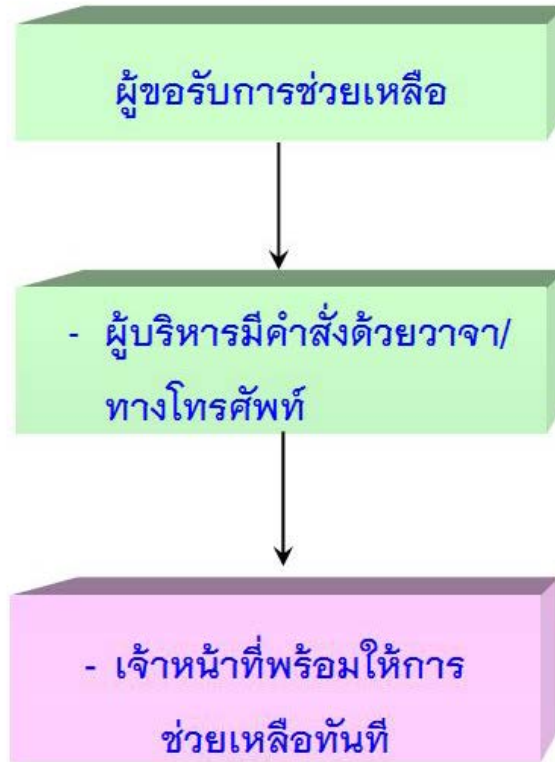 ผู้ขอรับการช่วยเหลือ
- ผู้บริหารมีคำสั่งด้วยวาจา/
ทางโทรศัพท์
- เจ้าหน้าที่พร้อมให้การ
ช่วยเหลือทันที